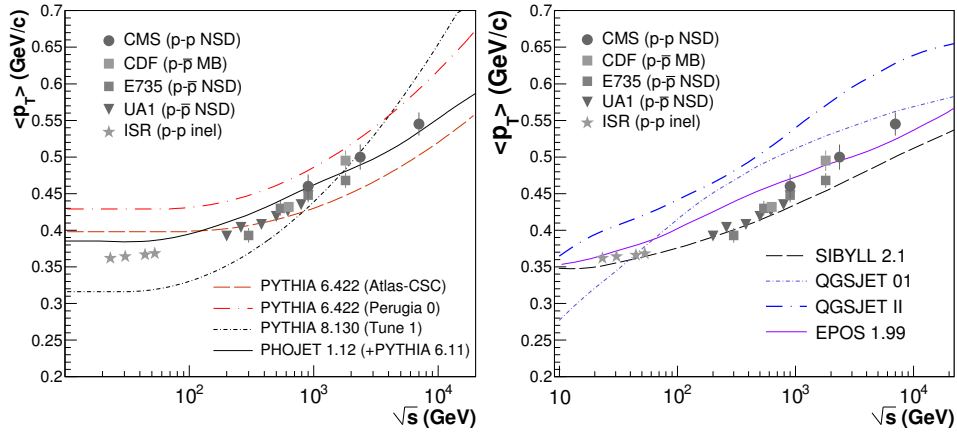 <p_T> (GeV/c)
0.7
0.65
0.6
0.55
0.5
0.45
0.4
0.35
0.3
0.25
0.2
CMS (p-p NSD)
CDF (p-p̅ MB)
E735 (p-p̅ NSD)
UA1 (p-p̅ NSD)
ISR (p-p inel)
PYTHIA 6.422 (Atlas-CSC)
PYTHIA 6.422 (Perugia 0)
PYTHIA 8.130 (Tune 1)
PHOJET 1.12 (+PYTHIA 6.11)
10² 10³ 10⁴
√s (GeV)
<p_T> (GeV/c)
0.7
0.65
0.6
0.55
0.5
0.45
0.4
0.35
0.3
0.25
0.2
CMS (p-p NSD)
CDF (p-p̅ MB)
E735 (p-p̅ NSD)
UA1 (p-p̅ NSD)
ISR (p-p inel)
SIBYLL 2.1
QGSJET 01
QGSJET II
EPOS 1.99
10 10² 10³ 10⁴
√s (GeV)